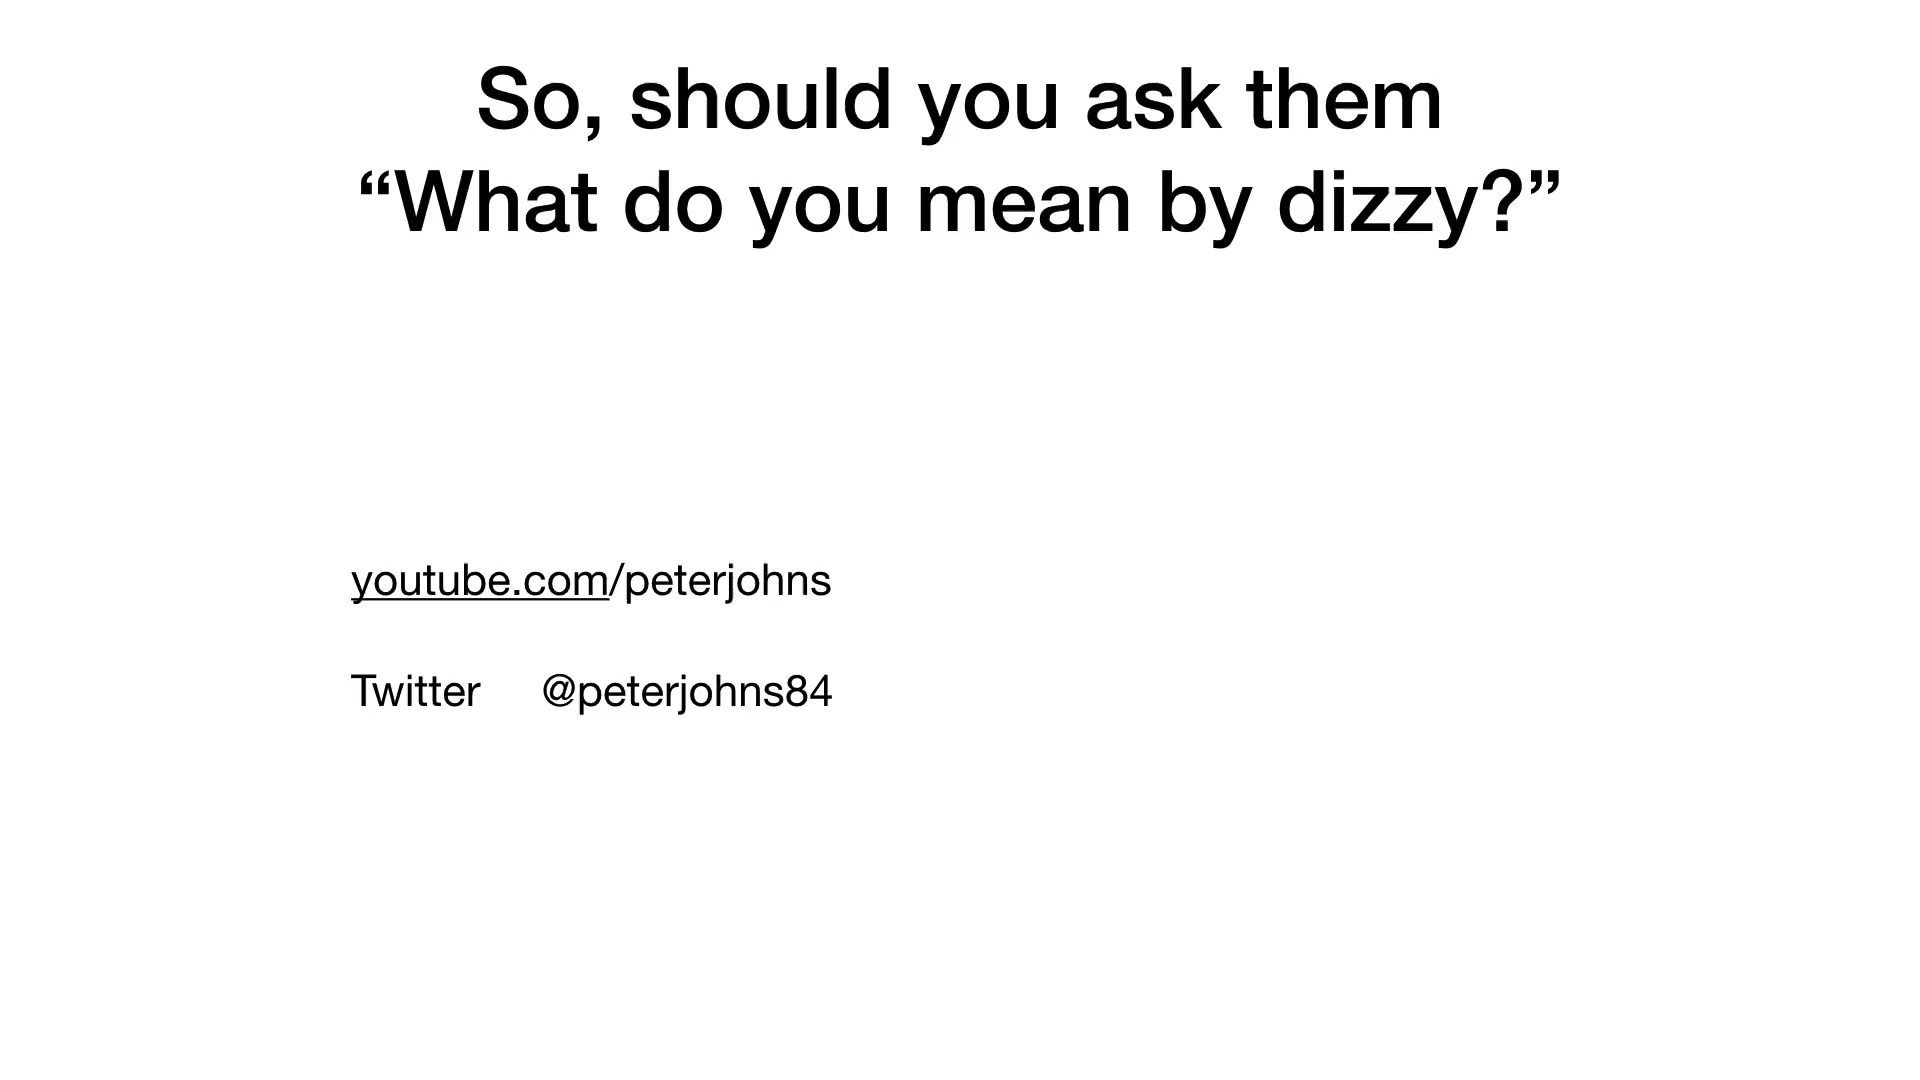 So, should you ask them
“What do you mean by dizzy?”
youtube.com/peterjohns
Twitter @peterjohns84